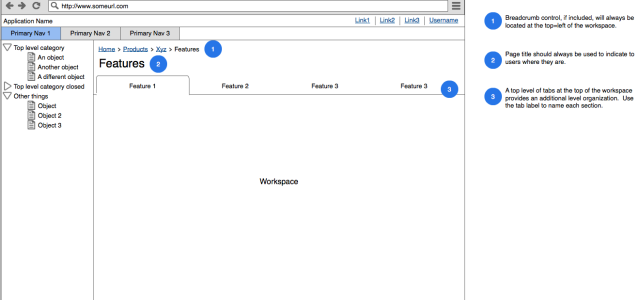 http://www.someurl.com
Application Name Link1 Link2 Link3 Username
Primary Nav 1 Primary Nav 2 Primary Nav 3
Top level category
An object
Another object
A different object
Top level category closed
Other things
Object
Object 2
Object 3
Home > Products > Xyz > Features 1
Features 2
Feature 1 Feature 2 Feature 3 Feature 3 3
Workspace
1 Breadcrumb control, if included, will always be
located at the top=left of the workspace.
2 Page title should always be used to indicate to
users where they are.
3 A top level of tabs at the top of the workspace
provides an additional level organization. Use
the tab label to name each section.